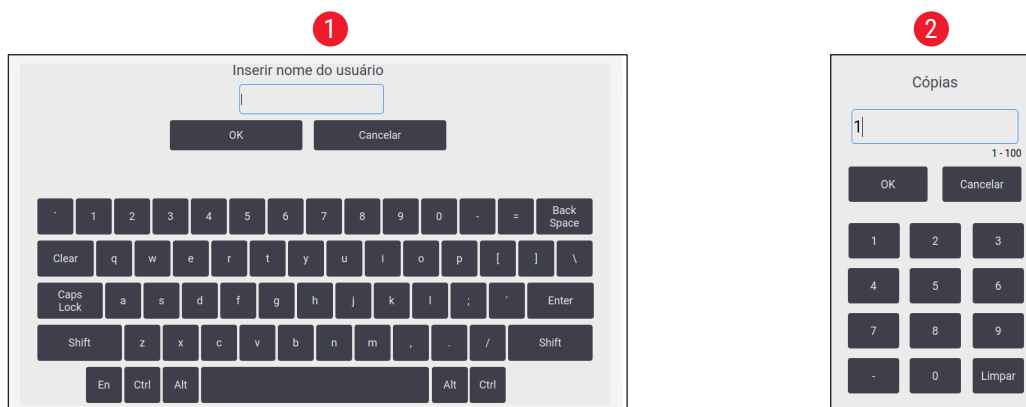 1
Inserir nome do usuário
OK Cancelar
` 1 2 3 4 5 6 7 8 9 0 - = Back Space
Clear q w e r t y u i o p [ ] \
Caps Lock a s d f g h j k l ; ' Enter
Shift z x c v b n m , . / Shift
En Ctrl Alt Alt Ctrl
2
Cópias
1
1 - 100
OK Cancelar
1 2 3
4 5 6
7 8 9
- 0 Limpar